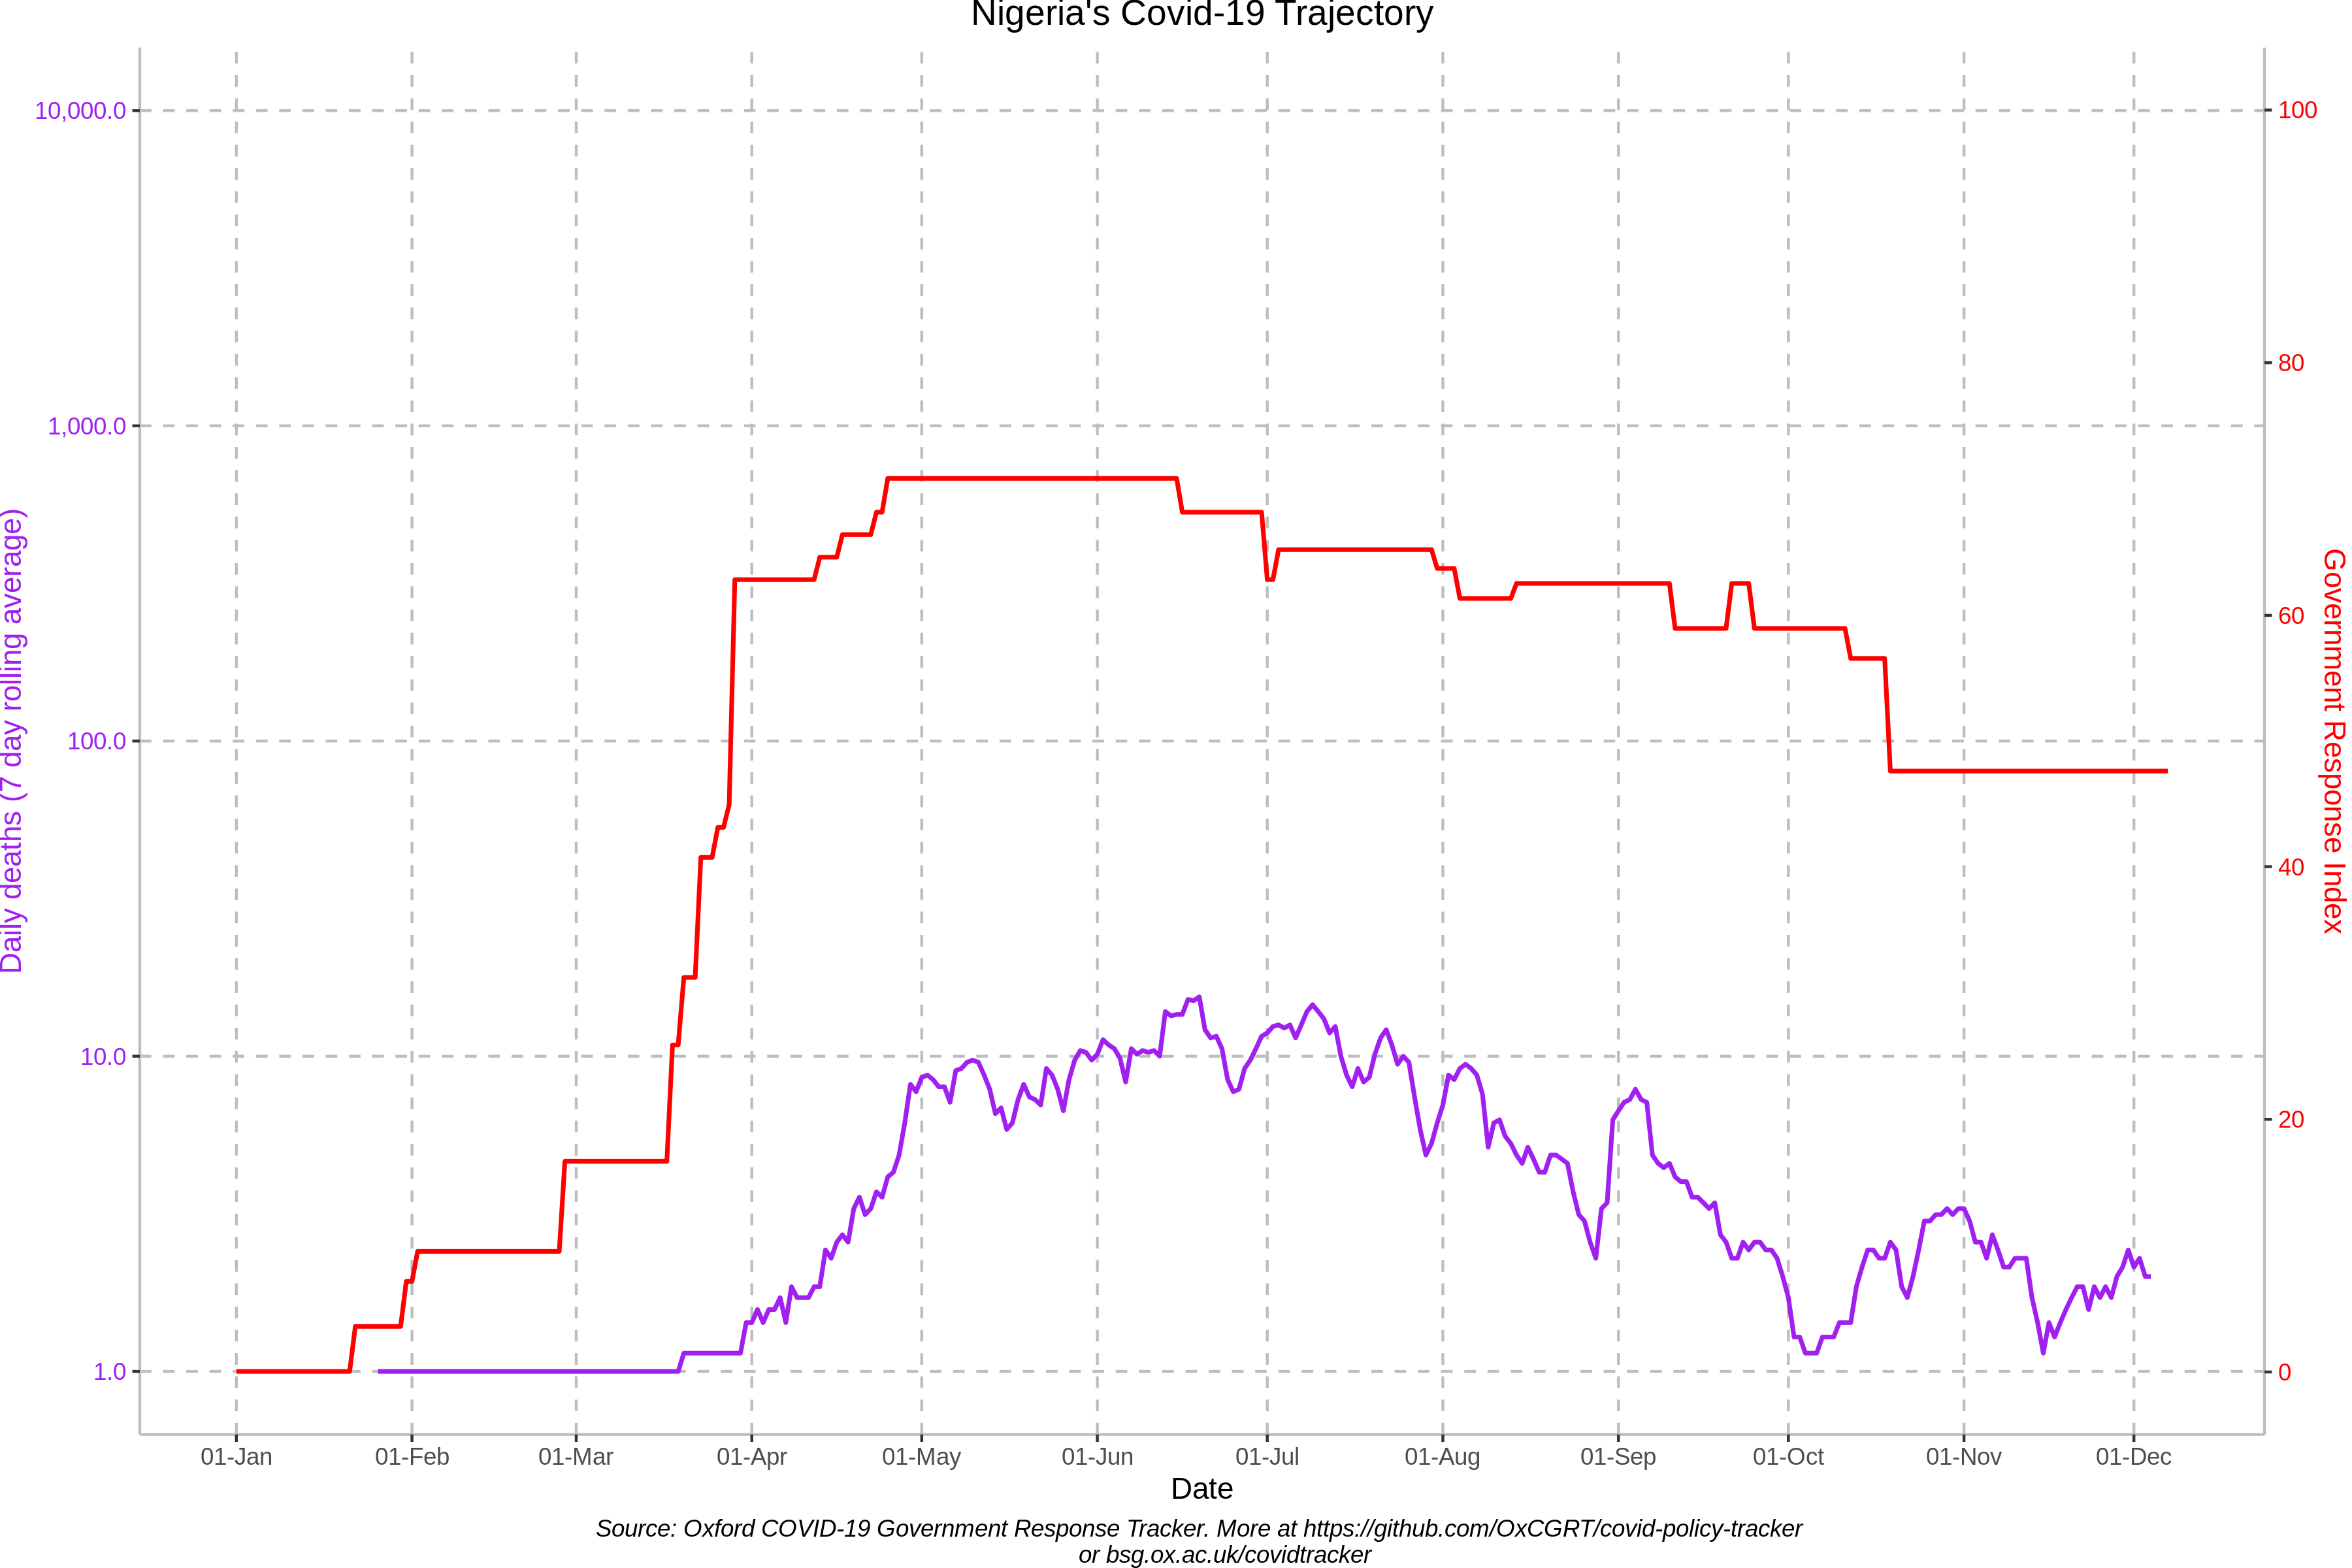 Nigeria's Covid-19 Trajectory
Daily deaths (7 day rolling average)
10,000.0
1,000.0
100.0
10.0
1.0
100
80
60
40
20
0
Government Response Index
01-Jan 01-Feb 01-Mar 01-Apr 01-May 01-Jun 01-Jul 01-Aug 01-Sep 01-Oct 01-Nov 01-Dec
Date
Source: Oxford COVID-19 Government Response Tracker. More at https://github.com/OxCGRT/covid-policy-tracker
or bsg.ox.ac.uk/covidtracker